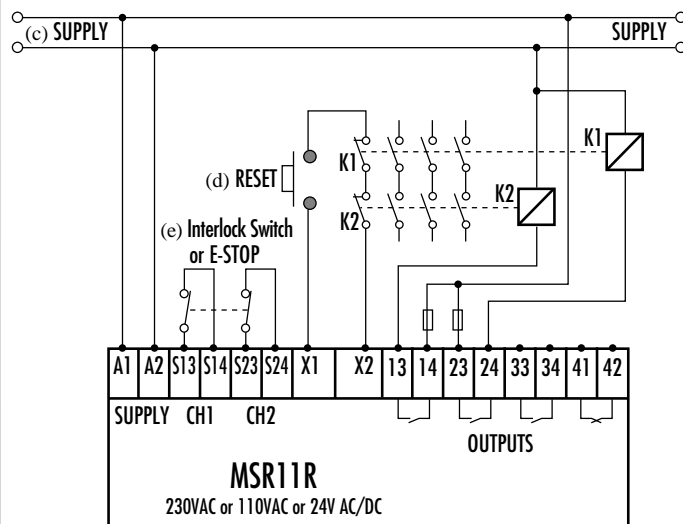 (c) SUPPLY SUPPLY
K1
K1
(d) RESET
K2
K2
(e) Interlock Switch
or E-STOP
A1 A2 S13 S14 S23 S24 X1 X2 13 14 23 24 33 34 41 42
SUPPLY CH1 CH2
OUTPUTS
MSR11R
230VAC or 110VAC or 24V AC/DC